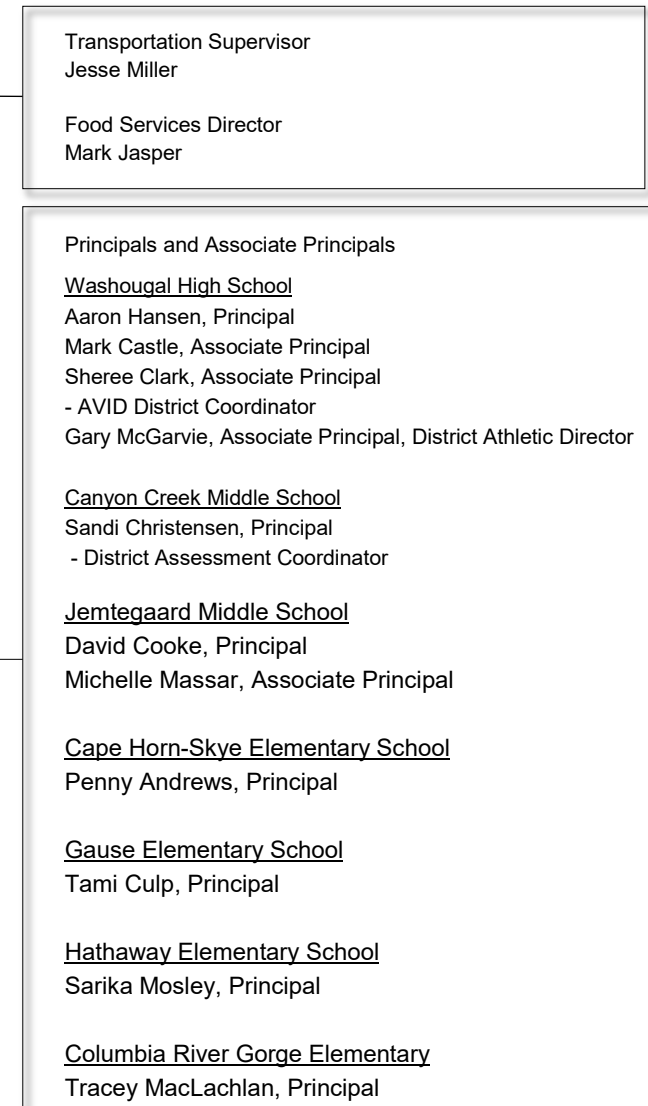 Transportation Supervisor
Jesse Miller
Food Services Director
Mark Jasper
Principals and Associate Principals
Washougal High School
Aaron Hansen, Principal
Mark Castle, Associate Principal
Sheree Clark, Associate Principal
- AVID District Coordinator
Gary McGarvie, Associate Principal, District Athletic Director
Canyon Creek Middle School
Sandi Christensen, Principal
- District Assessment Coordinator
Jemtegaard Middle School
David Cooke, Principal
Michelle Massar, Associate Principal
Cape Horn-Skye Elementary School
Penny Andrews, Principal
Gause Elementary School
Tami Culp, Principal
Hathaway Elementary School
Sarika Mosley, Principal
Columbia River Gorge Elementary
Tracey MacLachlan, Principal